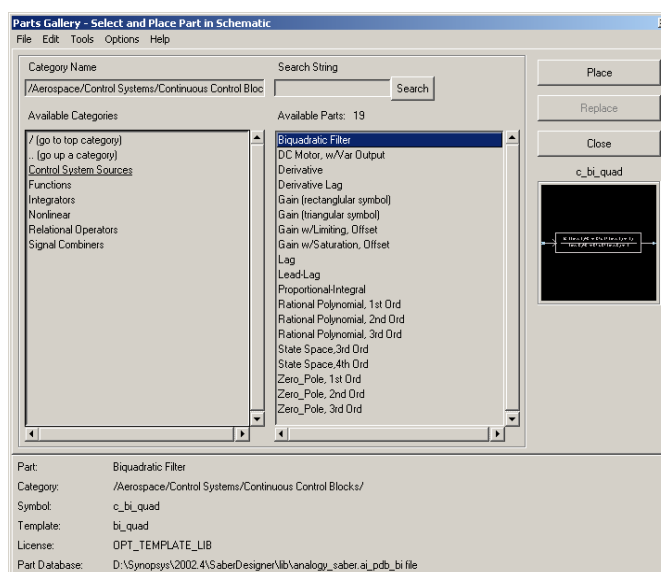 Parts Gallery - Select and Place Part in Schematic
File Edit Tools Options Help
Category Name
/Aerospace/Control Systems/Continuous Control Bloc
Search String
Search
Available Categories
/ (go to top category)
.. (go up a category)
Control System Sources
Functions
Integrators
Nonlinear
Relational Operators
Signal Combiners
Available Parts: 19
Biquadratic Filter
DC Motor, w/Var Output
Derivative
Derivative Lag
Gain (rectanglular symbol)
Gain (triangular symbol)
Gain w/Limiting, Offset
Gain w/Saturation, Offset
Lag
Lead-Lag
Proportional-Integral
Rational Polynomial, 1st Ord
Rational Polynomial, 2nd Ord
Rational Polynomial, 3rd Ord
State Space,3rd Ord
State Space,4th Ord
Zero_Pole, 1st Ord
Zero_Pole, 2nd Ord
Zero_Pole, 3rd Ord
Place
Replace
Close
c_bi_quad
Part: Biquadratic Filter
Category: /Aerospace/Control Systems/Continuous Control Blocks/
Symbol: c_bi_quad
Template: bi_quad
License: OPT_TEMPLATE_LIB
Part Database: D:\Synopsys\2002.4\SaberDesigner\lib\analogy_saber.ai_pdb_bi file